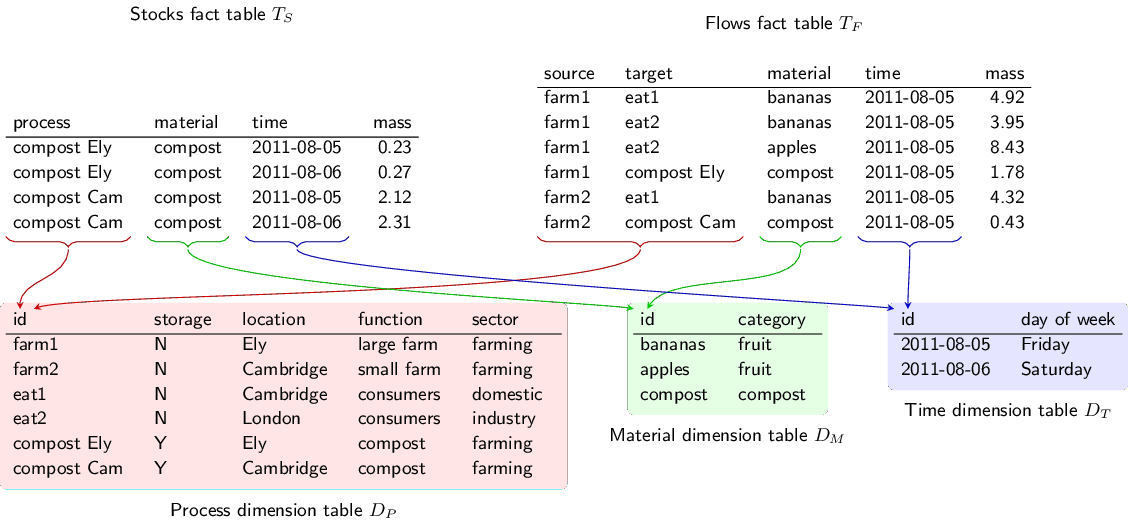 Stocks fact table T_S
process material time mass
compost Ely compost 2011-08-05 0.23
compost Ely compost 2011-08-06 0.27
compost Cam compost 2011-08-05 2.12
compost Cam compost 2011-08-06 2.31
Flows fact table T_F
source target material time mass
farm1 eat1 bananas 2011-08-05 4.92
farm1 eat2 bananas 2011-08-05 3.95
farm1 eat2 apples 2011-08-05 8.43
farm1 compost Ely compost 2011-08-05 1.78
farm2 eat1 bananas 2011-08-05 4.32
farm2 compost Cam compost 2011-08-05 0.43
id storage location function sector
farm1 N Ely large farm farming
farm2 N Cambridge small farm farming
eat1 N Cambridge consumers domestic
eat2 N London consumers industry
compost Ely Y Ely compost farming
compost Cam Y Cambridge compost farming
Process dimension table D_P
id category
bananas fruit
apples fruit
compost compost
Material dimension table D_M
id day of week
2011-08-05 Friday
2011-08-06 Saturday
Time dimension table D_T